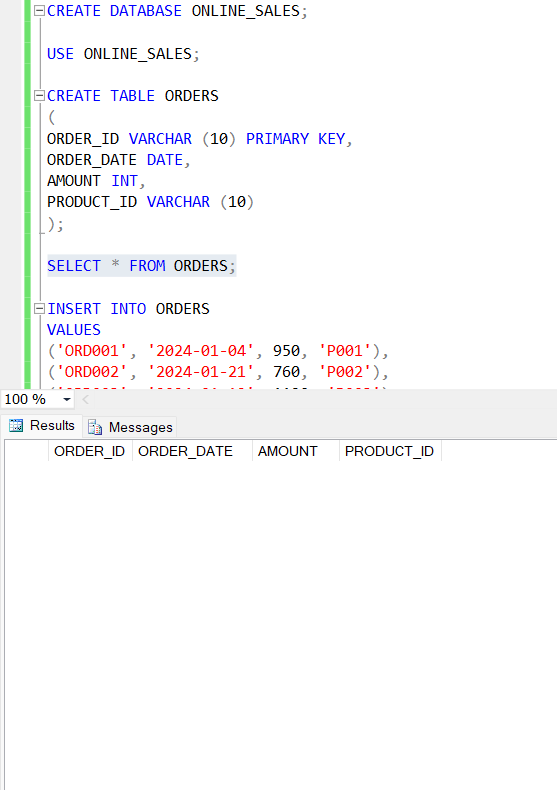 CREATE DATABASE ONLINE_SALES;
USE ONLINE_SALES;
CREATE TABLE ORDERS
(
ORDER_ID VARCHAR (10) PRIMARY KEY,
ORDER_DATE DATE,
AMOUNT INT,
PRODUCT_ID VARCHAR (10)
);
SELECT * FROM ORDERS;
INSERT INTO ORDERS
VALUES
('ORD001', '2024-01-04', 950, 'P001'),
('ORD002', '2024-01-21', 760, 'P002'),
100 %
Results Messages
ORDER_ID ORDER_DATE AMOUNT PRODUCT_ID